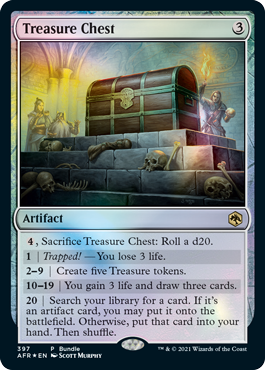 Treasure Chest 3
Artifact
4 , Sacrifice Treasure Chest: Roll a d20.
1 | Trapped! — You lose 3 life.
2–9 | Create five Treasure tokens.
10–19 | You gain 3 life and draw three cards.
20 | Search your library for a card. If it’s
an artifact card, you may put it onto the
battlefield. Otherwise, put that card into your
hand. Then shuffle.
397 P Bundle
AFR EN SCOTT MURPHY
™ & © 2021 Wizards of the Coast